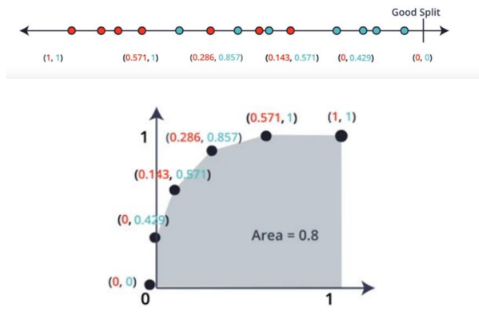 Good Split
(1, 1) (0.571, 1) (0.286, 0.857) (0.143, 0.571) (0, 0.429) (0, 0)
(0.571, 1) (1, 1)
1 (0.286, 0.857)
(0.143, 0.571)
(0, 0.429)
Area = 0.8
(0, 0)
0 1